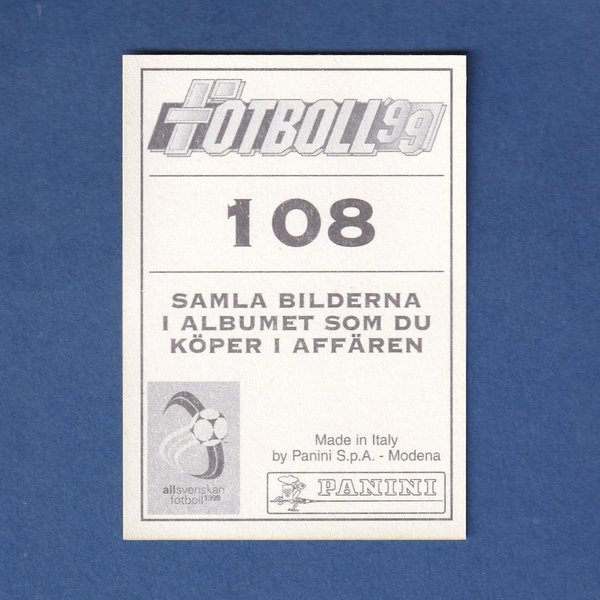 FOTBOLL'99
108
SAMLA BILDERNA
I ALBUMET SOM DU
KÖPER I AFFÄREN
allsvenskan
fotboll 1999
Made in Italy
by Panini S.p.A. - Modena
PANINI